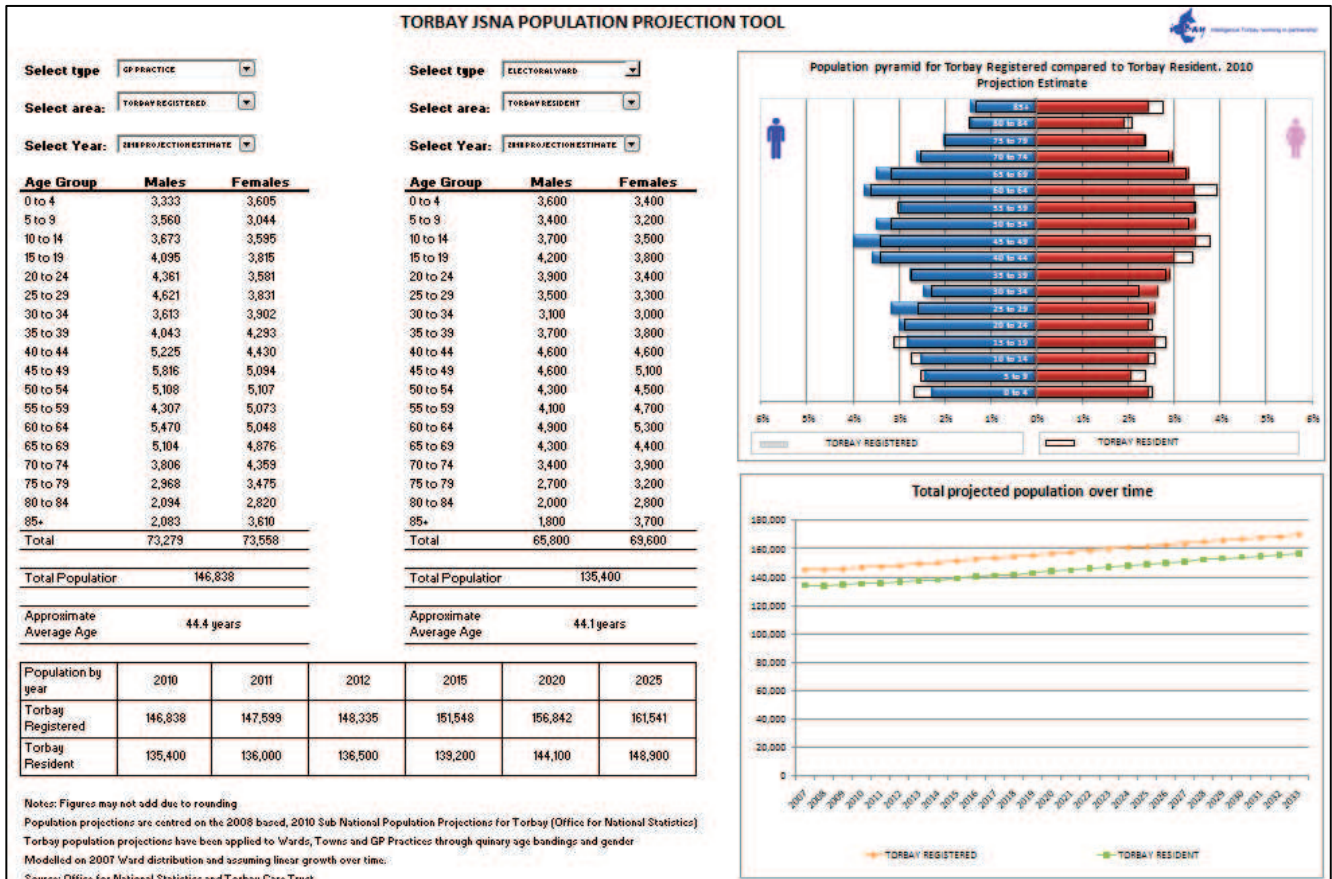 TORBAY JSNA POPULATION PROJECTION TOOL
Intelligence Torbay working in partnership
Select type GP PRACTICE
Select area: TORBAY REGISTERED
Select Year: 2010 PROJECTION ESTIMATE
Select type ELECTORAL WARD
Select area: TORBAY RESIDENT
Select Year: 2010 PROJECTION ESTIMATE
Age Group Males Females
0 to 4 3,333 3,605
5 to 9 3,560 3,044
10 to 14 3,673 3,595
15 to 19 4,095 3,815
20 to 24 4,361 3,581
25 to 29 4,621 3,831
30 to 34 3,613 3,902
35 to 39 4,043 4,293
40 to 44 5,225 4,430
45 to 49 5,816 5,094
50 to 54 5,108 5,107
55 to 59 4,307 5,073
60 to 64 5,470 5,048
65 to 69 5,104 4,876
70 to 74 3,806 4,359
75 to 79 2,968 3,475
80 to 84 2,094 2,820
85+ 2,083 3,610
Total 73,279 73,558
Total Population 146,838
Approximate
Average Age 44.4 years
Age Group Males Females
0 to 4 3,600 3,400
5 to 9 3,400 3,200
10 to 14 3,700 3,500
15 to 19 4,200 3,800
20 to 24 3,900 3,400
25 to 29 3,500 3,300
30 to 34 3,100 3,000
35 to 39 3,700 3,800
40 to 44 4,600 4,600
45 to 49 4,600 5,100
50 to 54 4,300 4,500
55 to 59 4,100 4,700
60 to 64 4,900 5,300
65 to 69 4,300 4,400
70 to 74 3,400 3,900
75 to 79 2,700 3,200
80 to 84 2,000 2,800
85+ 1,800 3,700
Total 65,800 69,600
Total Population 135,400
Approximate
Average Age 44.1 years
Population by
year 2010 2011 2012 2015 2020 2025
Torbay
Registered 146,838 147,599 148,335 151,548 156,842 161,541
Torbay
Resident 135,400 136,000 136,500 139,200 144,100 148,900
Notes: Figures may not add due to rounding
Population projections are centred on the 2008 based, 2010 Sub National Population Projections for Torbay (Office for National Statistics)
Torbay population projections have been applied to Wards, Towns and GP Practices through quinary age bandings and gender
Modelled on 2007 Ward distribution and assuming linear growth over time.
Source: Office for National Statistics and Torbay Care Trust
Population pyramid for Torbay Registered compared to Torbay Resident. 2010
Projection Estimate
85+
80 to 84
75 to 79
70 to 74
65 to 69
60 to 64
55 to 59
50 to 54
45 to 49
40 to 44
35 to 39
30 to 34
25 to 29
20 to 24
15 to 19
10 to 14
5 to 9
0 to 4
6% 5% 4% 3% 2% 1% 0% 1% 2% 3% 4% 5% 6%
TORBAY REGISTERED TORBAY RESIDENT
Total projected population over time
180,000
160,000
140,000
120,000
100,000
80,000
60,000
40,000
20,000
0
2007 2008 2009 2010 2011 2012 2013 2014 2015 2016 2017 2018 2019 2020 2021 2022 2023 2024 2025 2026 2027 2028 2029 2030 2031 2032 2033
TORBAY REGISTERED TORBAY RESIDENT